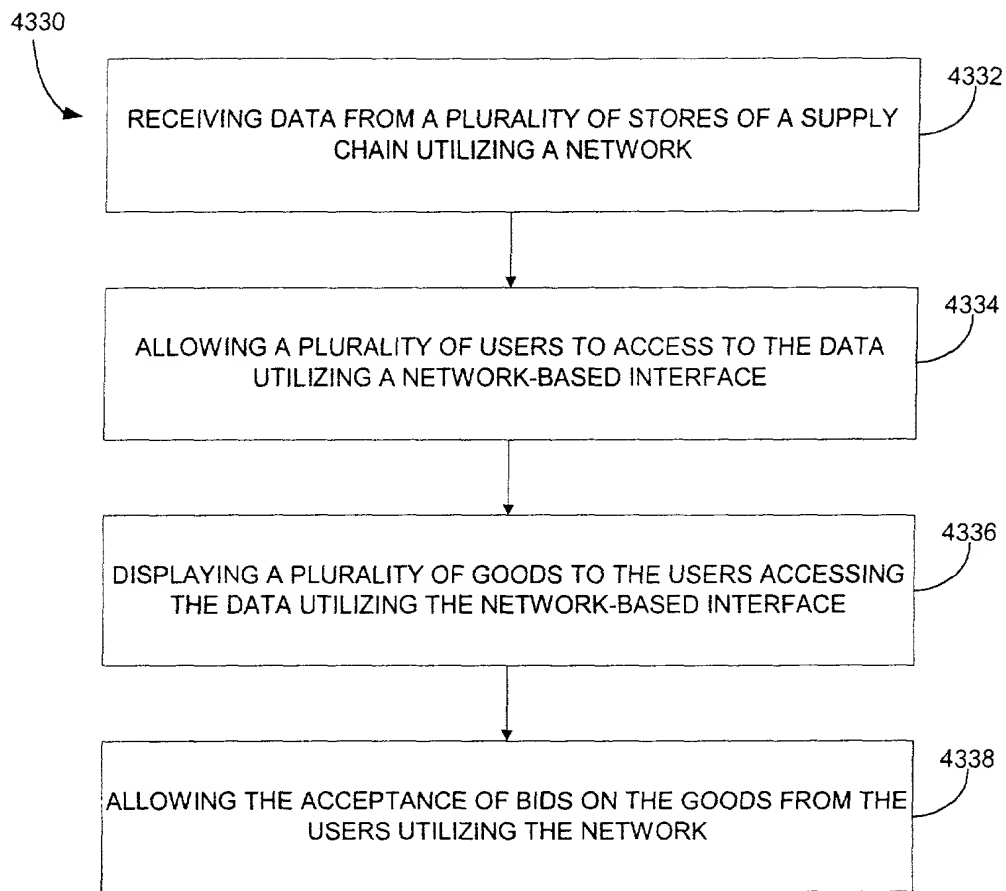 4330
4332
RECEIVING DATA FROM A PLURALITY OF STORES OF A SUPPLY
CHAIN UTILIZING A NETWORK
4334
ALLOWING A PLURALITY OF USERS TO ACCESS TO THE DATA
UTILIZING A NETWORK-BASED INTERFACE
4336
DISPLAYING A PLURALITY OF GOODS TO THE USERS ACCESSING
THE DATA UTILIZING THE NETWORK-BASED INTERFACE
4338
ALLOWING THE ACCEPTANCE OF BIDS ON THE GOODS FROM THE
USERS UTILIZING THE NETWORK